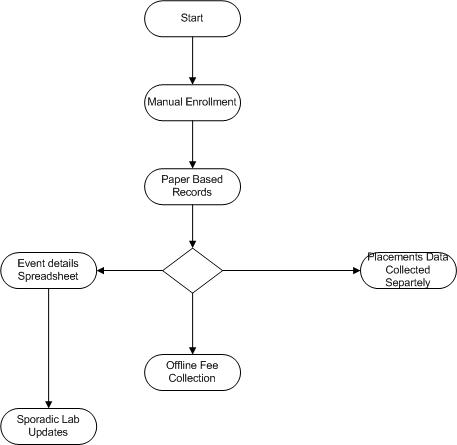 Start
Manual Enrollment
Paper Based
Records
Event details
Spreadsheet
Placements Data
Collected
Separtely
Offline Fee
Collection
Sporadic Lab
Updates